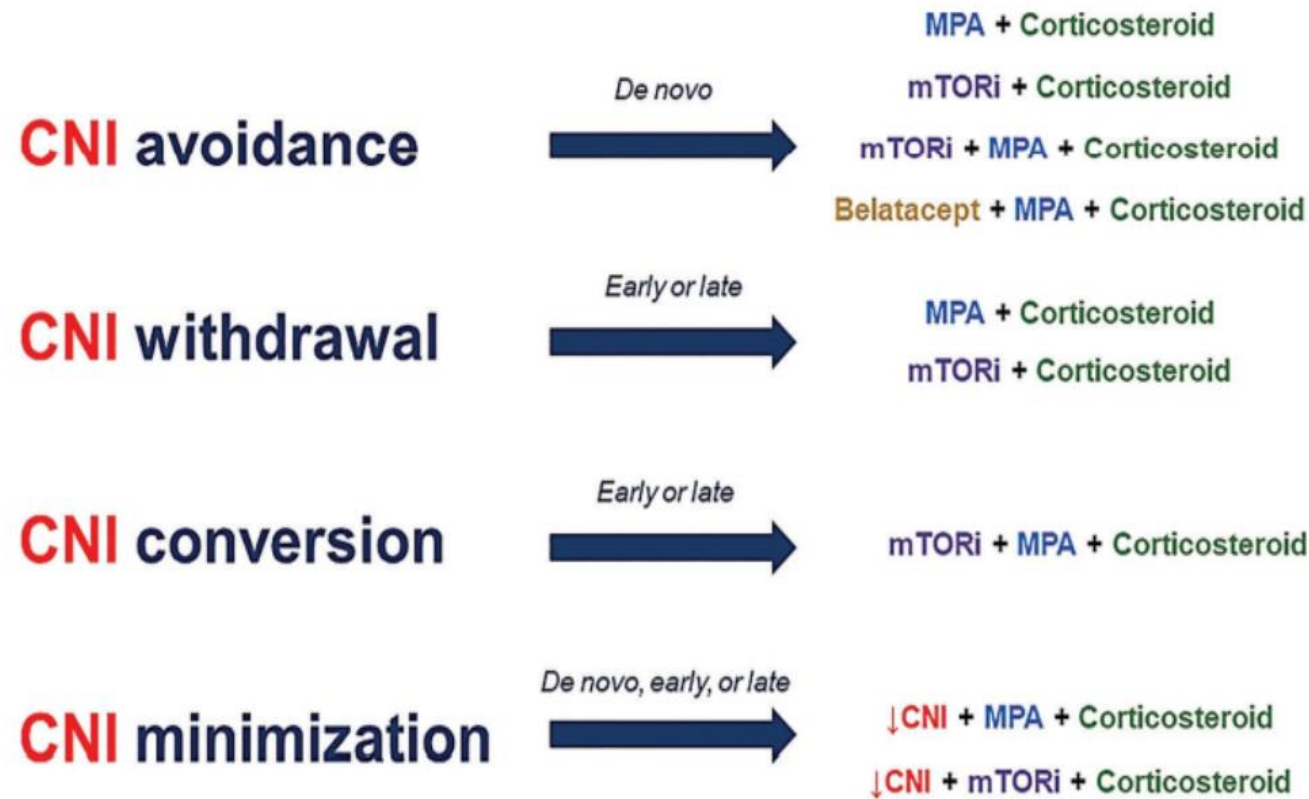 CNI avoidance
De novo
MPA + Corticosteroid
mTORi + Corticosteroid
mTORi + MPA + Corticosteroid
Belatacept + MPA + Corticosteroid
CNI withdrawal
Early or late
MPA + Corticosteroid
mTORi + Corticosteroid
CNI conversion
Early or late
mTORi + MPA + Corticosteroid
CNI minimization
De novo, early, or late
↓CNI + MPA + Corticosteroid
↓CNI + mTORi + Corticosteroid